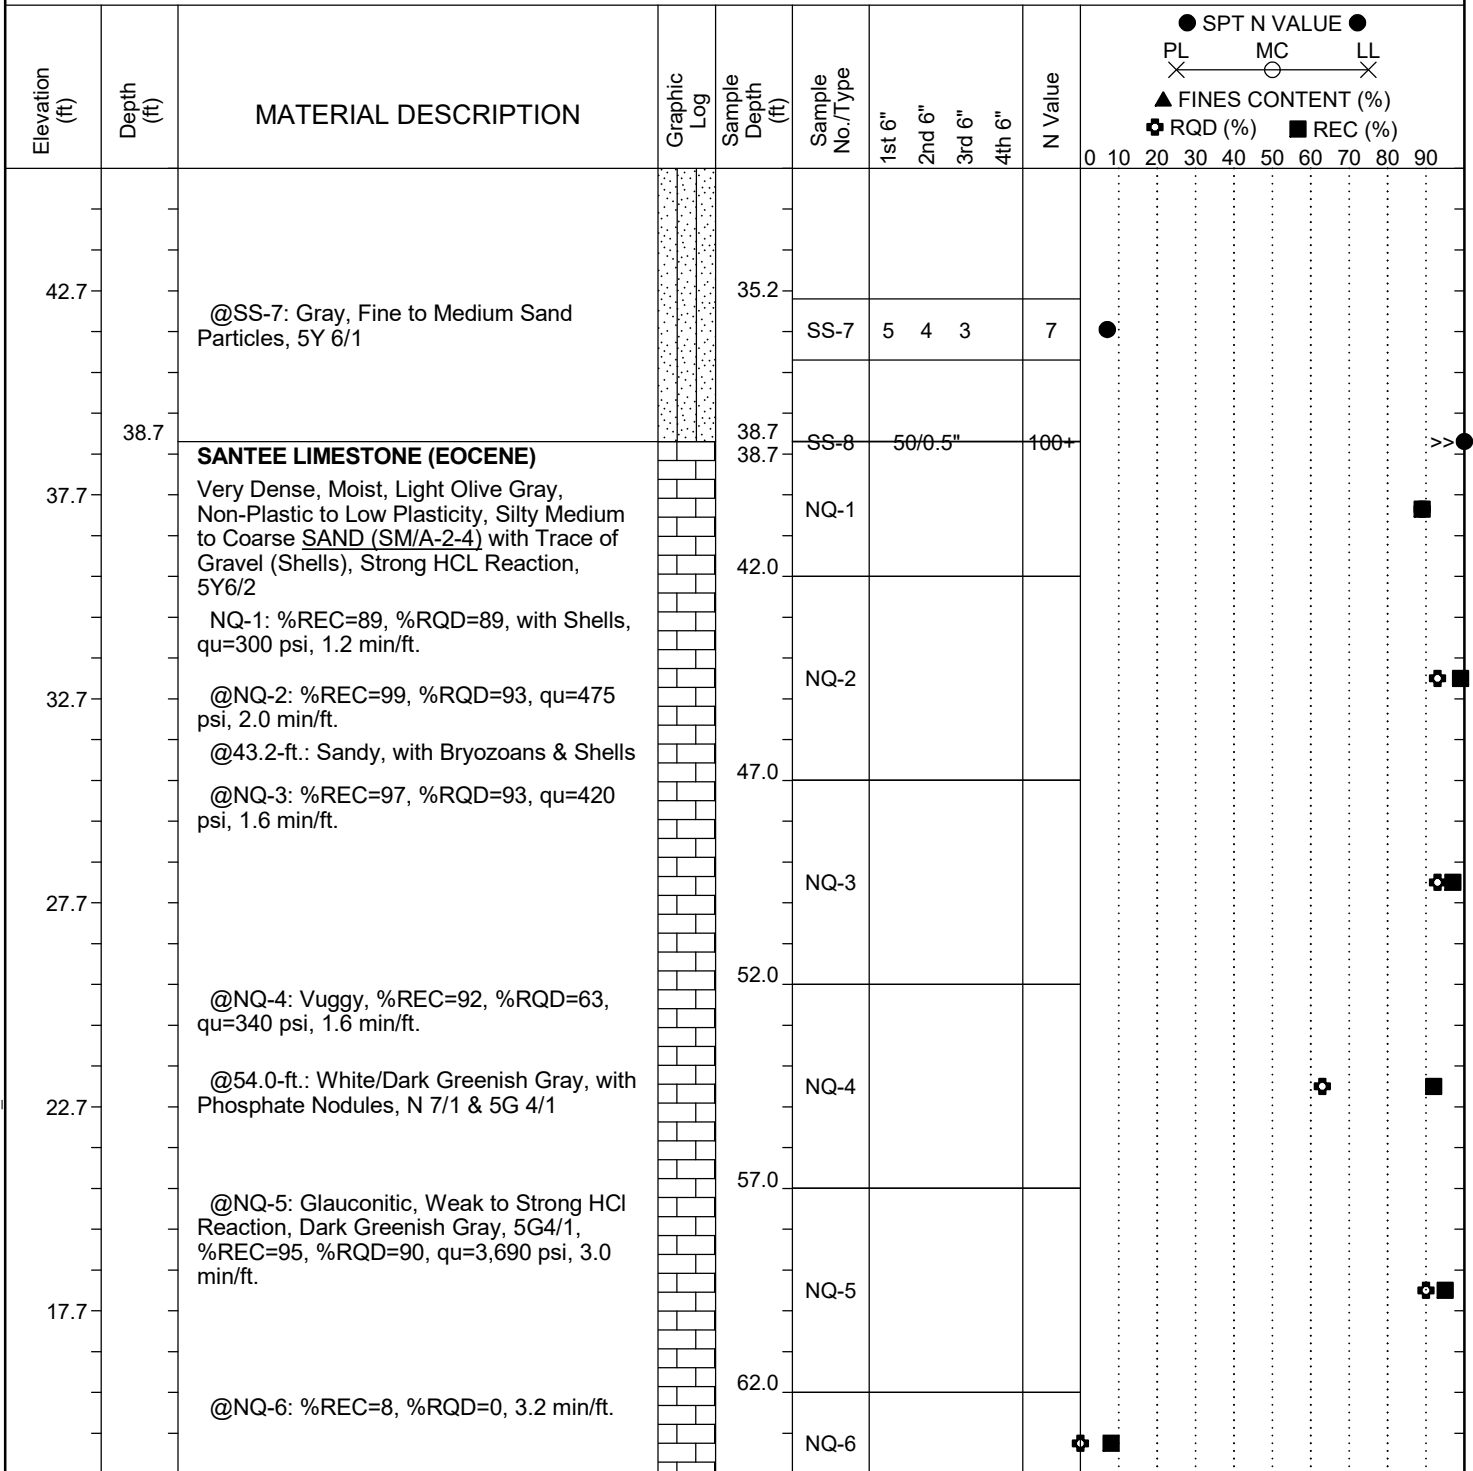 ● SPT N VALUE ●
PL MC LL
▲ FINES CONTENT (%)
RQD (%) ■ REC (%)
Elevation (ft)
Depth (ft)
MATERIAL DESCRIPTION
Graphic Log
Sample Depth (ft)
Sample No./Type
1st 6"
2nd 6"
3rd 6"
4th 6"
N Value
0 10 20 30 40 50 60 70 80 90
42.7
35.2
@SS-7: Gray, Fine to Medium Sand
Particles, 5Y 6/1
SS-7 5 4 3 7
38.7
38.7
SS-8 50/0.5" 100+ >>
38.7
SANTEE LIMESTONE (EOCENE)
Very Dense, Moist, Light Olive Gray,
Non-Plastic to Low Plasticity, Silty Medium
to Coarse SAND (SM/A-2-4) with Trace of
Gravel (Shells), Strong HCL Reaction,
5Y6/2
37.7
NQ-1
42.0
NQ-1: %REC=89, %RQD=89, with Shells,
qu=300 psi, 1.2 min/ft.
@NQ-2: %REC=99, %RQD=93, qu=475
psi, 2.0 min/ft.
NQ-2
32.7
@43.2-ft.: Sandy, with Bryozoans & Shells
47.0
@NQ-3: %REC=97, %RQD=93, qu=420
psi, 1.6 min/ft.
NQ-3
27.7
52.0
@NQ-4: Vuggy, %REC=92, %RQD=63,
qu=340 psi, 1.6 min/ft.
@54.0-ft.: White/Dark Greenish Gray, with
Phosphate Nodules, N 7/1 & 5G 4/1
NQ-4
22.7
57.0
@NQ-5: Glauconitic, Weak to Strong HCl
Reaction, Dark Greenish Gray, 5G4/1,
%REC=95, %RQD=90, qu=3,690 psi, 3.0
min/ft.
NQ-5
17.7
62.0
@NQ-6: %REC=8, %RQD=0, 3.2 min/ft.
NQ-6